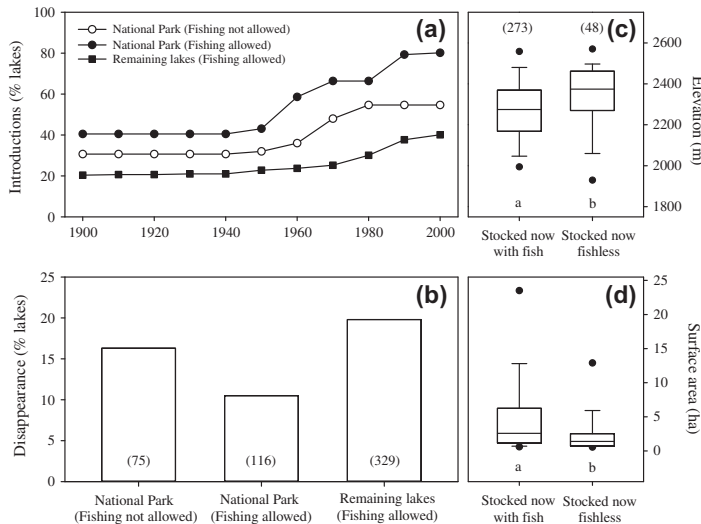 (a)
National Park (Fishing not allowed)
National Park (Fishing allowed)
Remaining lakes (Fishing allowed)
Introductions (% lakes)
100
80
60
40
20
0
1900
1920
1940
1960
1980
2000
(c)
(273)
(48)
2600
2400
2200
2000
1800
Elevation (m)
a
b
Stocked now
with fish
Stocked now
fishless
(b)
Disappearance (% lakes)
25
20
15
10
5
0
(75)
(116)
(329)
National Park
(Fishing not allowed)
National Park
(Fishing allowed)
Remaining lakes
(Fishing allowed)
(d)
25
20
15
10
5
0
Surface area (ha)
a
b
Stocked now
with fish
Stocked now
fishless